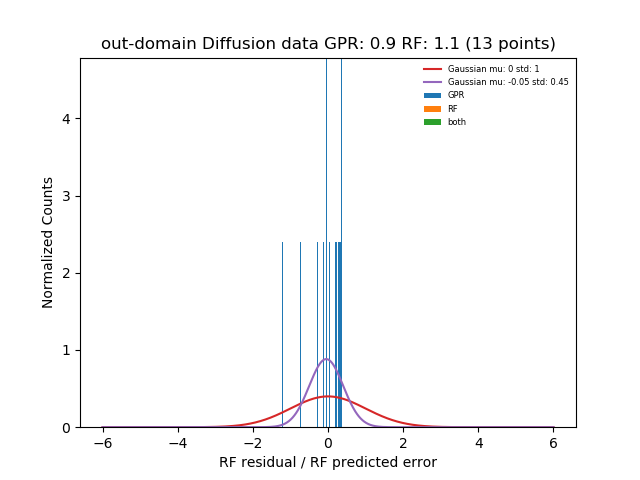 out-domain Diffusion data GPR: 0.9 RF: 1.1 (13 points)
Gaussian mu: 0 std: 1
Gaussian mu: -0.05 std: 0.45
GPR
RF
both
Normalized Counts
4
3
2
1
0
−6 −4 −2 0 2 4 6
RF residual / RF predicted error